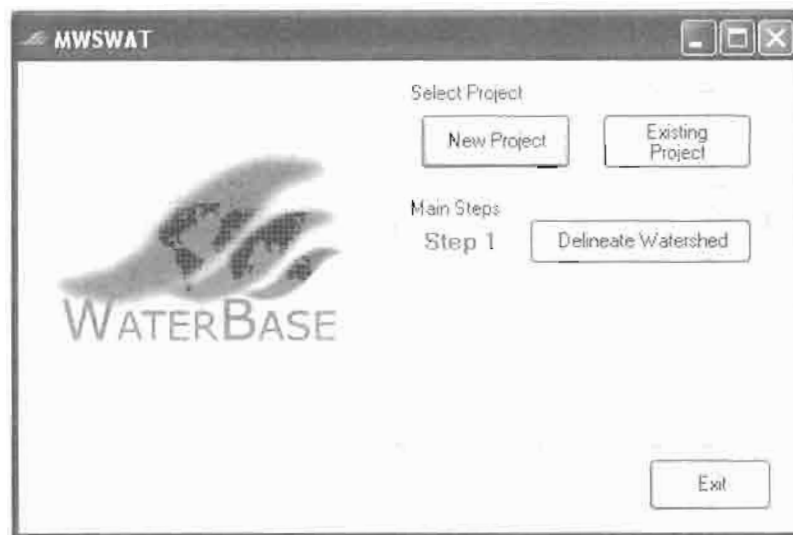 MWSWAT
Select Project
New Project
Existing
Project
Main Steps
Step 1
Delineate Watershed
WATERBASE
Exit